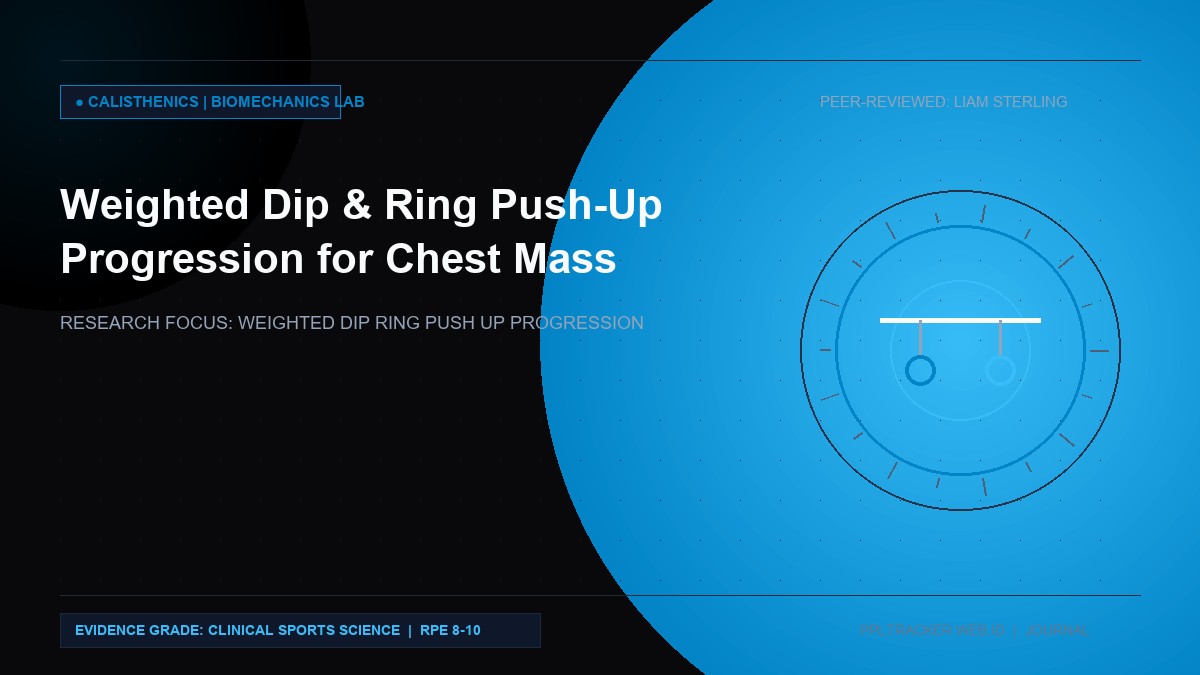 ● CALISTHENICS | BIOMECHANICS LAB
PEER-REVIEWED: LIAM STERLING
Weighted Dip & Ring Push-Up
Progression for Chest Mass
RESEARCH FOCUS: WEIGHTED DIP RING PUSH UP PROGRESSION
EVIDENCE GRADE: CLINICAL SPORTS SCIENCE | RPE 8-10
| JOURNAL